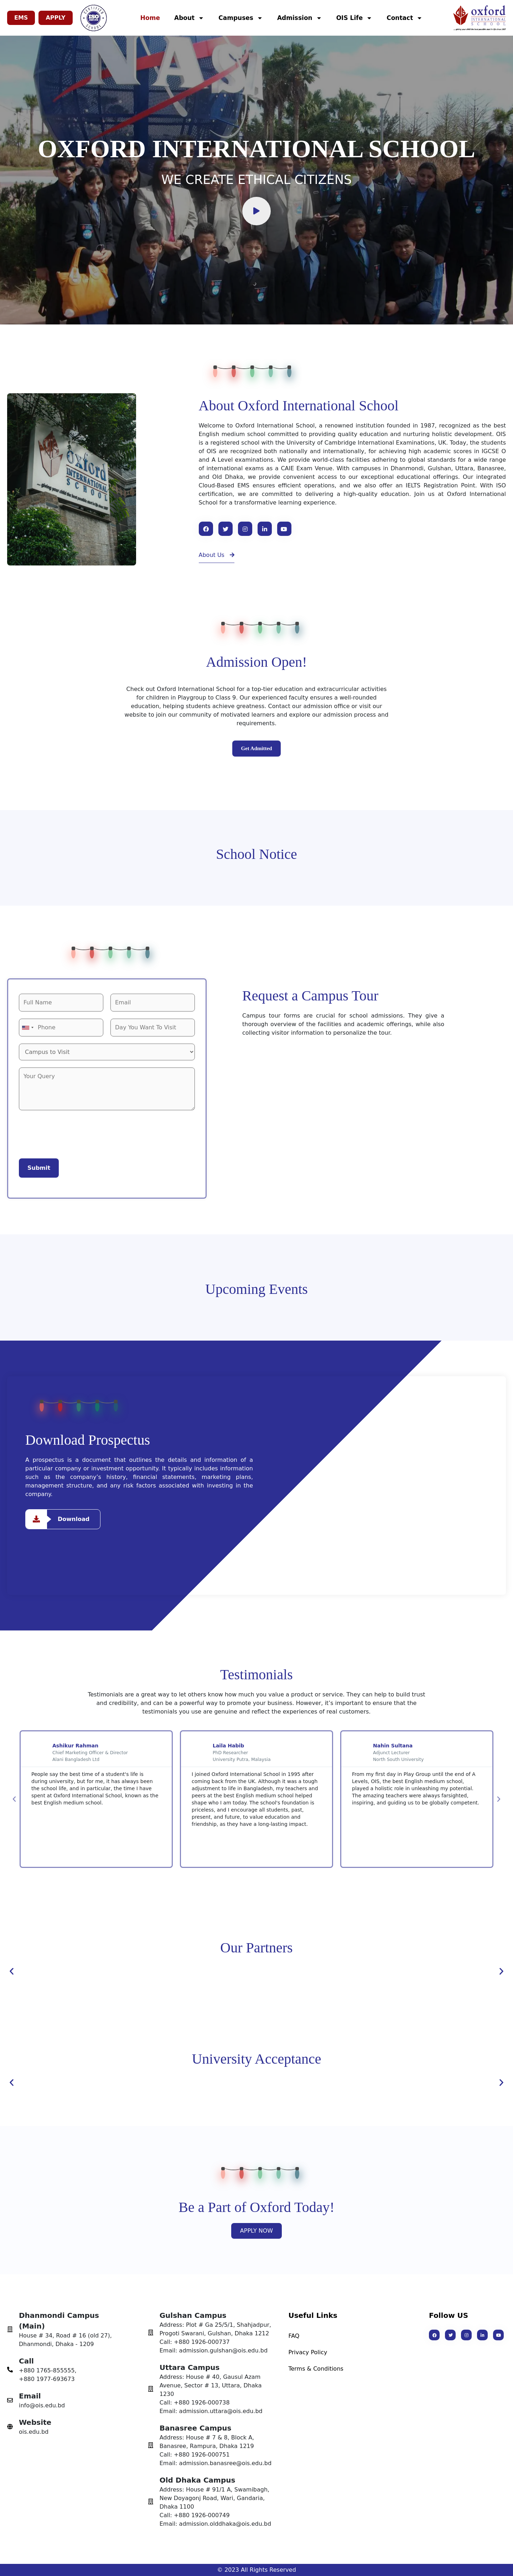 EMS
APPLY
Home
About
Campuses
Admission
OIS Life
Contact
oxford
INTERNATIONAL
SCHOOL
OXFORD INTERNATIONAL SCHOOL
WE CREATE ETHICAL CITIZENS
About Oxford International School
Welcome to Oxford International School, a renowned institution founded in 1987, recognized as the best
English medium school committed to providing quality education and nurturing holistic development. OIS
is a registered school with the University of Cambridge International Examinations, UK. Today, the students
of OIS are recognized both nationally and internationally, for achieving high academic scores in IGCSE O
and A Level examinations. We provide world-class facilities adhering to global standards for a wide range
of international exams as a CAIE Exam Venue. With campuses in Dhanmondi, Gulshan, Uttara, Banasree,
and Old Dhaka, we provide convenient access to our exceptional educational offerings. Our integrated
Cloud-Based EMS ensures efficient operations, and we also offer an IELTS Registration Point. With ISO
certification, we are committed to delivering a high-quality education. Join us at Oxford International
School for a transformative learning experience.
About Us
Admission Open!
Check out Oxford International School for a top-tier education and extracurricular activities
for children in Playgroup to Class 9. Our experienced faculty ensures a well-rounded
education, helping students achieve greatness. Contact our admission office or visit our
website to join our community of motivated learners and explore our admission process and
requirements.
Get Admitted
School Notice
Full Name
Email
Phone
Day You Want To Visit
Campus to Visit
Your Query
Submit
Request a Campus Tour
Campus tour forms are crucial for school admissions. They give a
thorough overview of the facilities and academic offerings, while also
collecting visitor information to personalize the tour.
Upcoming Events
Download Prospectus
A prospectus is a document that outlines the details and information of a
particular company or investment opportunity. It typically includes information
such as the company's history, financial statements, marketing plans,
management structure, and any risk factors associated with investing in the
company.
Download
Testimonials
Testimonials are a great way to let others know how much you value a product or service. They can help to build trust
and credibility, and can be a powerful way to promote your business. However, it's important to ensure that the
testimonials you use are genuine and reflect the experiences of real customers.
Ashikur Rahman
Chief Marketing Officer & Director
Alain Bangladesh Ltd
People say the best time of a student's life is
during university, but for me, it has always been
the school life, and in particular, the time I have
spent at Oxford International School, known as the
best English medium school.
Laila Habib
PhD Researcher
University Putra, Malaysia
I joined Oxford International School in 1995 after
coming back from the UK. Although it was a tough
adjustment to life in Bangladesh, my teachers and
peers at the best English medium school helped
shape who I am today. The school's foundation is
priceless, and I encourage all students, past,
present, and future, to value education and
friendship, as they have a long-lasting impact.
Nahin Sultana
Adjunct Lecturer
North South University
From my first day in Play Group until the end of A
Levels, OIS, the best English medium school,
played a holistic role in unleashing my potential.
The amazing teachers were always farsighted,
inspiring, and guiding us to be globally competent.
Our Partners
University Acceptance
Be a Part of Oxford Today!
APPLY NOW
Dhanmondi Campus
(Main)
House # 34, Road # 16 (old 27),
Dhanmondi, Dhaka - 1209
Call
+880 1765-855555,
+880 1977-693673
Email
info@ois.edu.bd
Website
ois.edu.bd
Gulshan Campus
Address: Plot # Ga 25/5/1, Shahjadpur,
Progoti Swarani, Gulshan, Dhaka 1212
Call: +880 1926-000737
Email: admission.gulshan@ois.edu.bd
Uttara Campus
Address: House # 40, Gausul Azam
Avenue, Sector # 13, Uttara, Dhaka
1230
Call: +880 1926-000738
Email: admission.uttara@ois.edu.bd
Banasree Campus
Address: House # 7 & 8, Block A,
Banasree, Rampura, Dhaka 1219
Call: +880 1926-000751
Email: admission.banasree@ois.edu.bd
Old Dhaka Campus
Address: House # 91/1 A, Swamibagh,
New Doyagonj Road, Wari, Gandaria,
Dhaka 1100
Call: +880 1926-000749
Email: admission.olddhaka@ois.edu.bd
Useful Links
FAQ
Privacy Policy
Terms & Conditions
Follow US
© 2023 All Rights Reserved